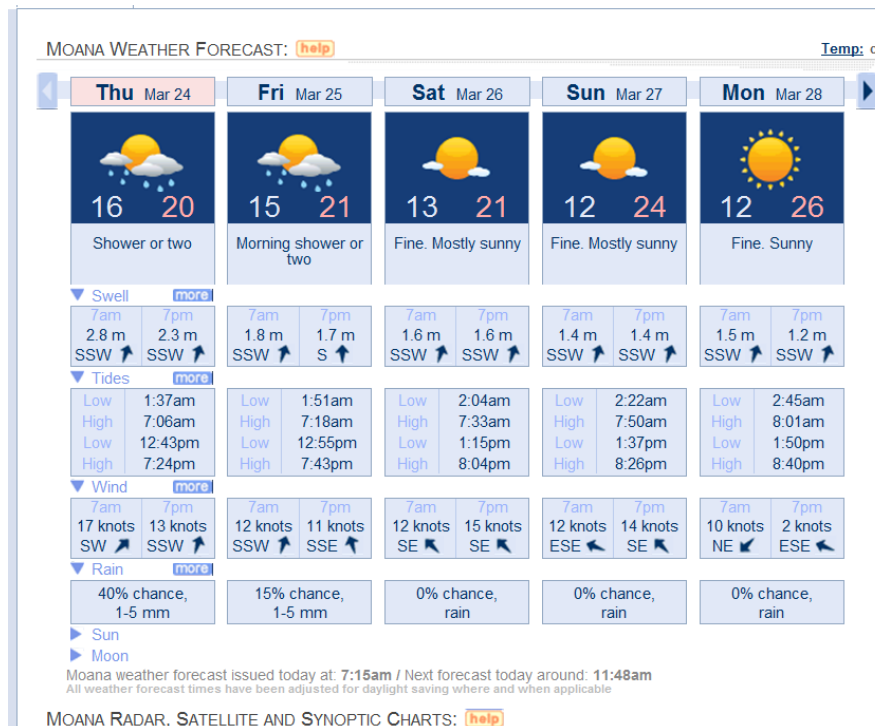 MOANA WEATHER FORECAST: help
Temp:
Thu Mar 24 Fri Mar 25 Sat Mar 26 Sun Mar 27 Mon Mar 28
16 20 15 21 13 21 12 24 12 26
Shower or two Morning shower or Fine. Mostly sunny Fine. Mostly sunny Fine. Sunny
two
Swell more
7am 7pm 7am 7pm 7am 7pm 7am 7pm 7am 7pm
2.8 m 2.3 m 1.8 m 1.7 m 1.6 m 1.6 m 1.4 m 1.4 m 1.5 m 1.2 m
SSW SSW SSW S SSW SSW SSW SSW SSW SSW
Tides more
Low 1:37am Low 1:51am Low 2:04am Low 2:22am Low 2:45am
High 7:06am High 7:18am High 7:33am High 7:50am High 8:01am
Low 12:43pm Low 12:55pm Low 1:15pm Low 1:37pm Low 1:50pm
High 7:24pm High 7:43pm High 8:04pm High 8:26pm High 8:40pm
Wind more
7am 7pm 7am 7pm 7am 7pm 7am 7pm 7am 7pm
17 knots 13 knots 12 knots 11 knots 12 knots 15 knots 12 knots 14 knots 10 knots 2 knots
SW SSW SSW SSE SE SE ESE SE NE ESE
Rain more
40% chance, 15% chance, 0% chance, 0% chance, 0% chance,
1-5 mm 1-5 mm rain rain rain
Sun
Moon
Moana weather forecast issued today at: 7:15am / Next forecast today around: 11:48am
All weather forecast times have been adjusted for daylight saving where and when applicable
MOANA RADAR, SATELLITE AND SYNOPTIC CHARTS: help